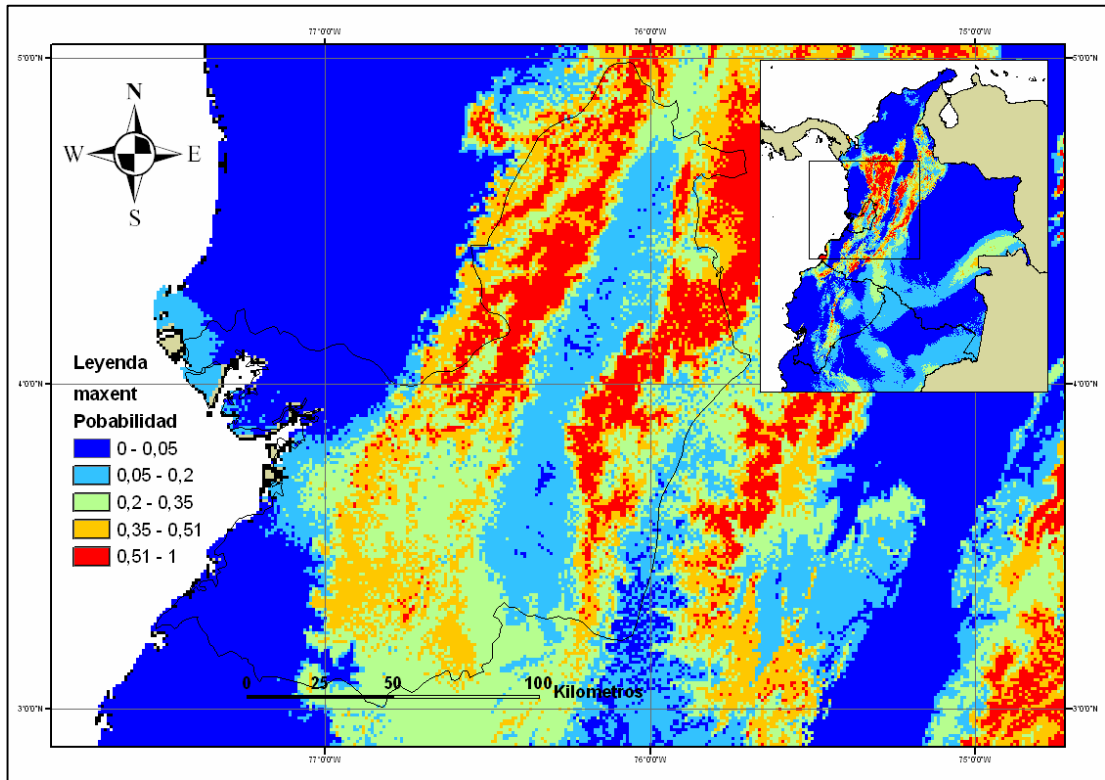 77°0'0"W 76°0'0"W 75°0'0"W
5°0'0"N 5°0'0"N
N
W E
S
4°0'0"N 4°0'0"N
Leyenda
maxent
Pobabilidad
0 - 0,05
0,05 - 0,2
0,2 - 0,35
0,35 - 0,51
0,51 - 1
0 25 50 100
Kilometros
3°0'0"N 3°0'0"N
77°0'0"W 76°0'0"W 75°0'0"W